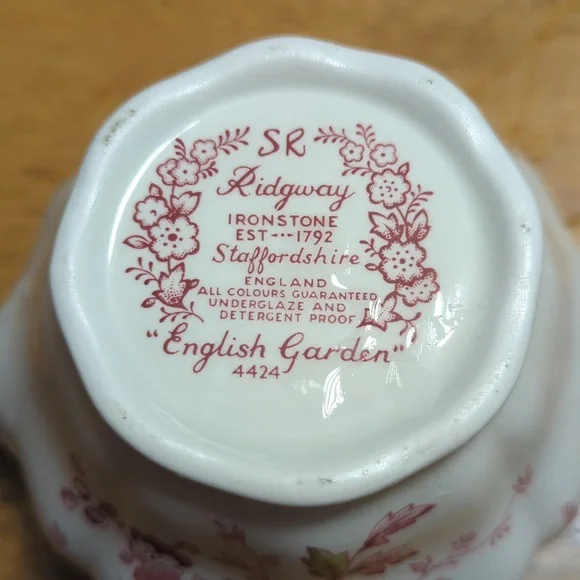 SR
Ridgway
IRONSTONE
EST···1792
Staffordshire
ENGLAND
ALL COLOURS GUARANTEED
UNDERGLAZE AND
DETERGENT PROOF
"English Garden"
4424